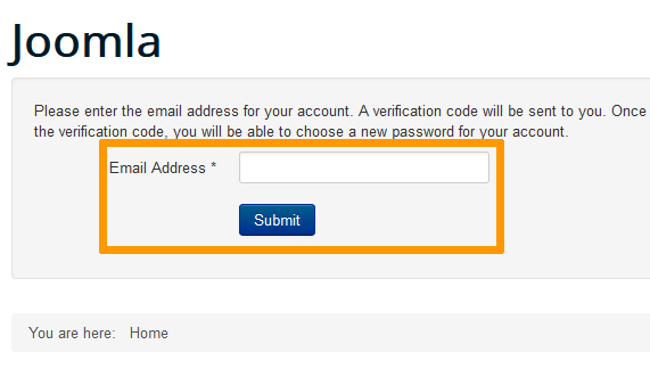 Joomla
Please enter the email address for your account. A verification code will be sent to you. Once
the verification code, you will be able to choose a new password for your account.
Email Address *
Submit
You are here: Home